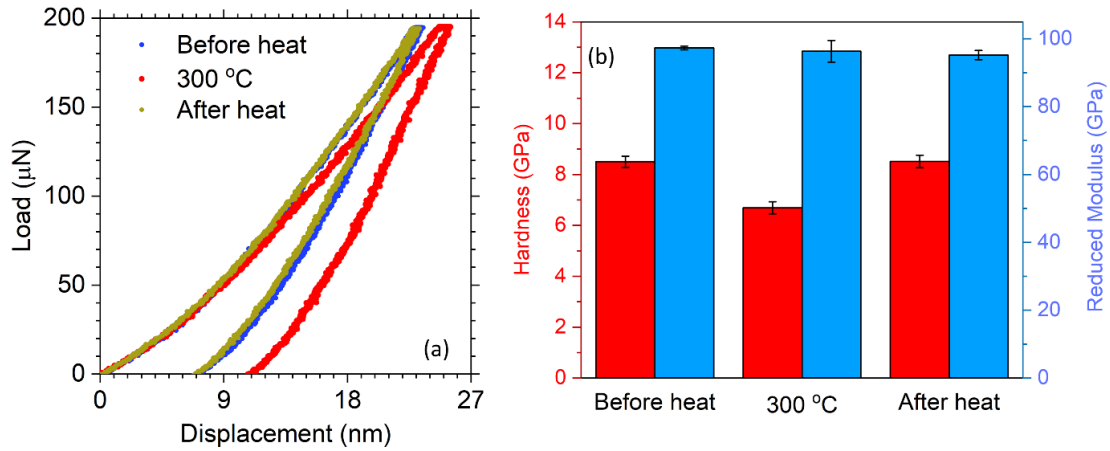 200
150
100
50
0
Load (μN)
Before heat
300 °C
After heat
(a)
0 9 18 27
Displacement (nm)
14
12
10
8
6
4
2
0
Hardness (GPa)
(b)
100
80
60
40
20
0
Reduced Modulus (GPa)
Before heat 300 °C After heat